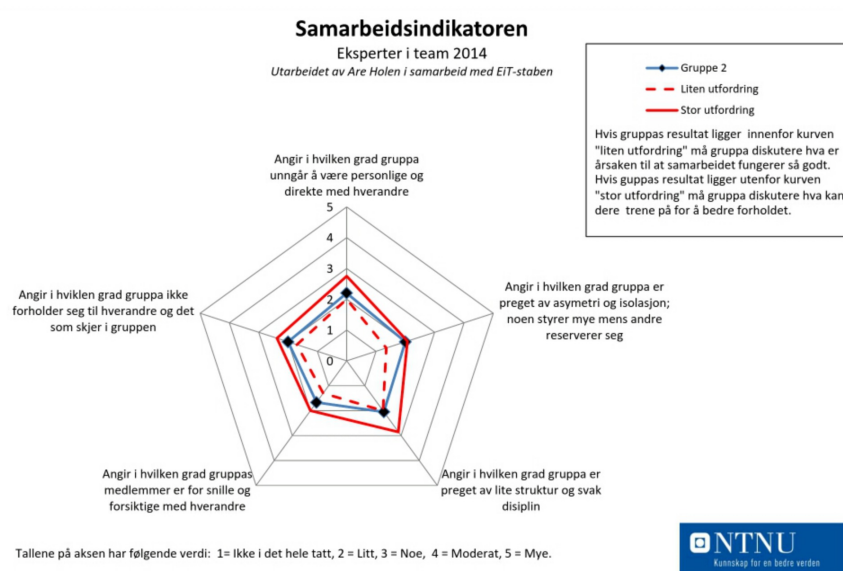 Samarbeidsindikatoren
Eksperter i team 2014
Utarbeidet av Are Holen i samarbeid med EiT-staben
Gruppe 2
Liten utfordring
Stor utfordring
Hvis gruppas resultat ligger innenfor kurven
"liten utfordring" må gruppa diskutere hva er
årsaken til at samarbeidet fungerer så godt.
Hvis guppas resultat ligger utenfor kurven
"stor utfordring" må gruppa diskutere hva kan
dere trene på for å bedre forholdet.
Angir i hvilken grad gruppa
unngår å være personlige og
direkte med hverandre
5
4
3
2
1
0
Angir i hvilken grad gruppa er
preget av asymetri og isolasjon;
noen styrer mye mens andre
reserverer seg
Angir i hviklen grad gruppa ikke
forholder seg til hverandre og det
som skjer i gruppen
Angir i hvilken grad gruppas
medlemmer er for snille og
forsiktige med hverandre
Angir i hvilken grad gruppa er
preget av lite struktur og svak
disiplin
Tallene på aksen har følgende verdi: 1= Ikke i det hele tatt, 2 = Litt, 3 = Noe, 4 = Moderat, 5 = Mye.
NTNU
Kunnskap for en bedre verden